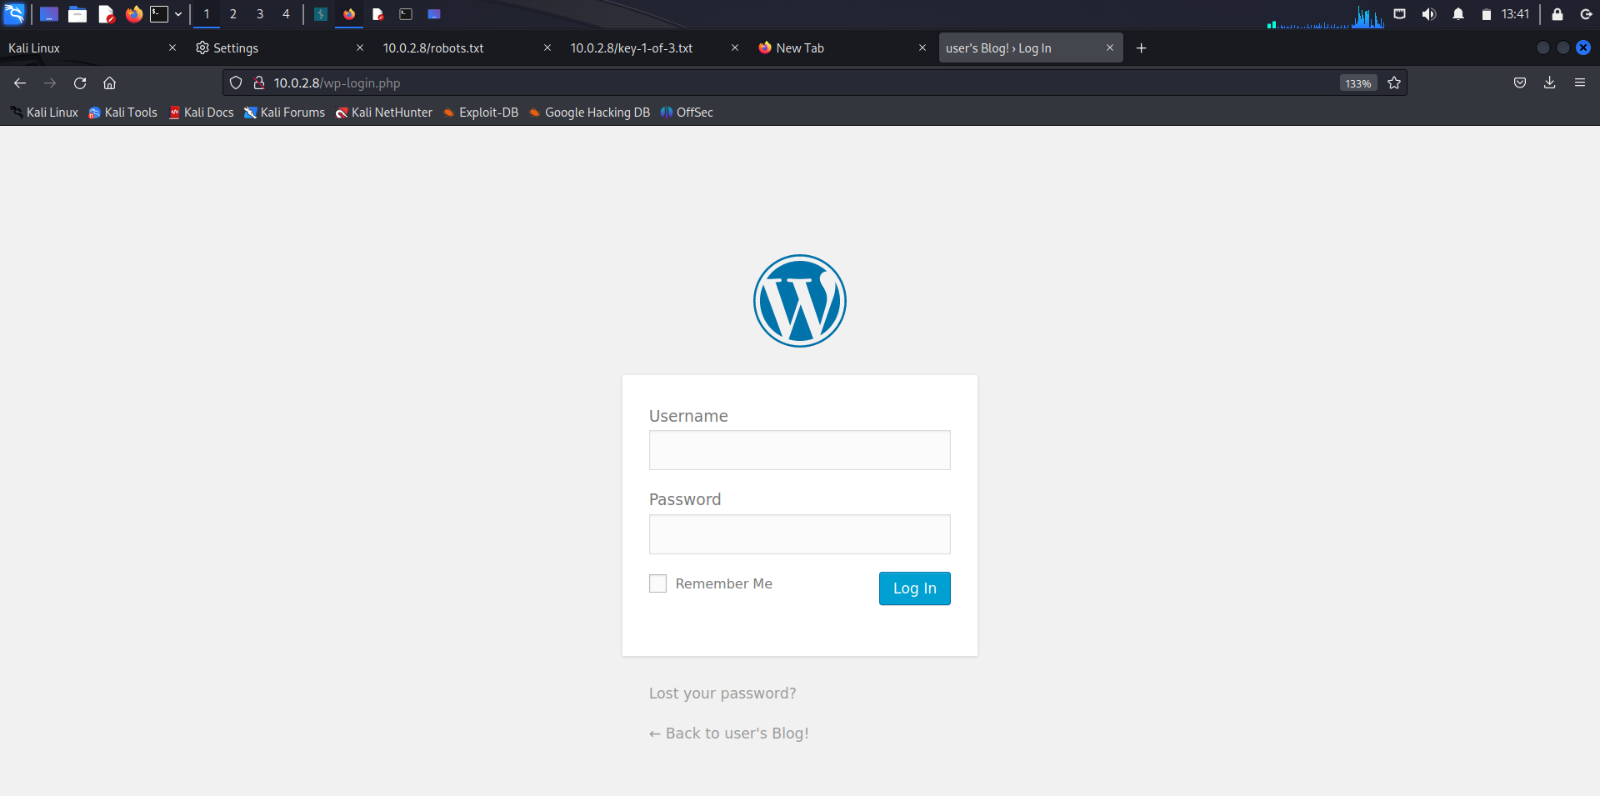 1 2 3 4 13:41
Kali Linux Settings 10.0.2.8/robots.txt 10.0.2.8/key-1-of-3.txt New Tab user's Blog! › Log In
10.0.2.8/wp-login.php 133%
Kali Linux Kali Tools Kali Docs Kali Forums Kali NetHunter Exploit-DB Google Hacking DB OffSec
Username
Password
Remember Me Log In
Lost your password?
← Back to user's Blog!